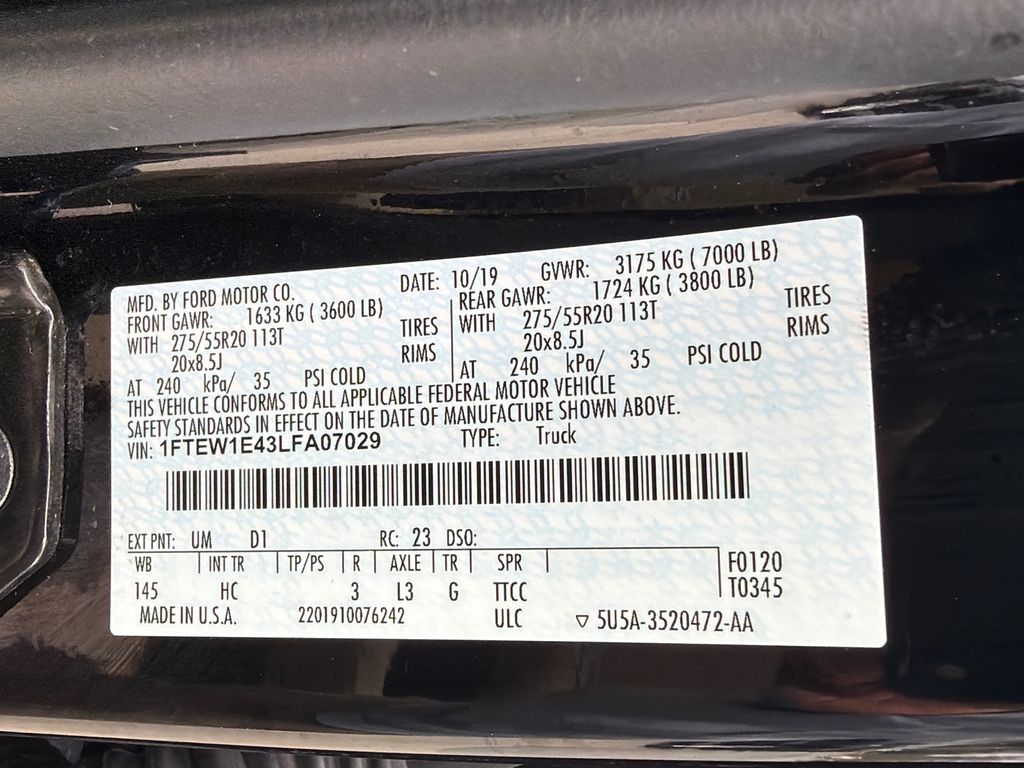 MFD. BY FORD MOTOR CO. DATE: 10/19 GVWR: 3175 KG ( 7000 LB)
FRONT GAWR: 1633 KG ( 3600 LB) REAR GAWR: 1724 KG ( 3800 LB)
WITH 275/55R20 113T TIRES WITH 275/55R20 113T TIRES
20x8.5J RIMS 20x8.5J RIMS
AT 240 kPa/ 35 PSI COLD AT 240 kPa/ 35 PSI COLD
THIS VEHICLE CONFORMS TO ALL APPLICABLE FEDERAL MOTOR VEHICLE
SAFETY STANDARDS IN EFFECT ON THE DATE OF MANUFACTURE SHOWN ABOVE.
VIN: 1FTEW1E43LFA07029 TYPE: Truck
EXT PNT: UM D1 RC: 23 DSO:
WB INT TR TP/PS R AXLE TR SPR F0120
145 HC 3 L3 G TTCC T0345
MADE IN U.S.A. 2201910076242 ULC ▽ 5U5A-3520472-AA